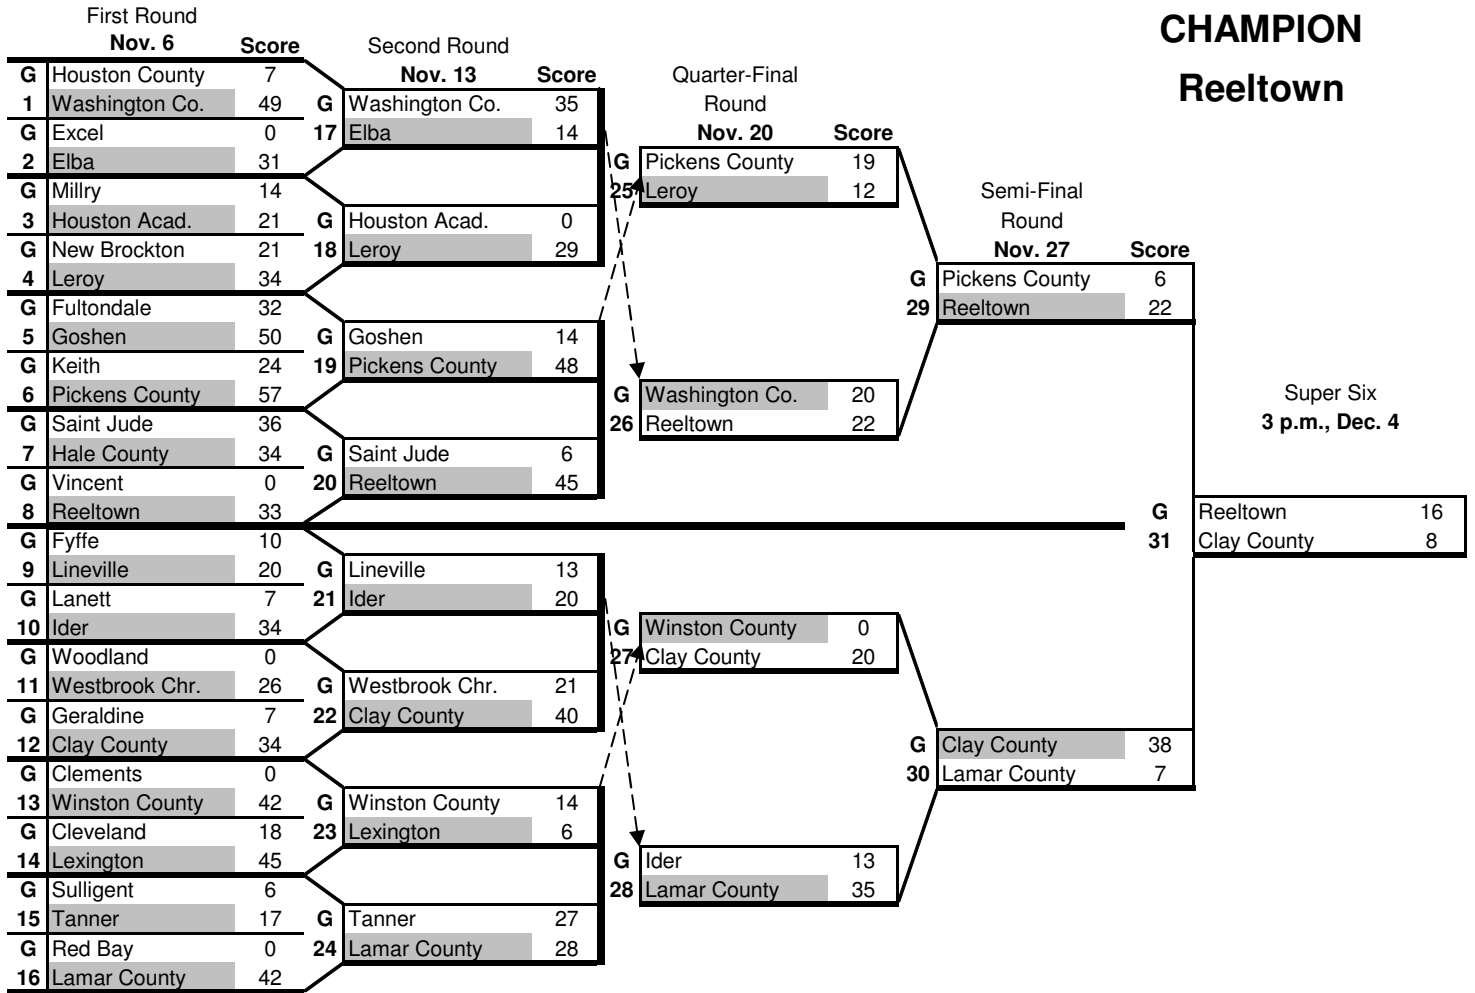 First Round
Nov. 6 Score
G Houston County 7
1 Washington Co. 49
G Excel 0
2 Elba 31
G Millry 14
3 Houston Acad. 21
G New Brockton 21
4 Leroy 34
G Fultondale 32
5 Goshen 50
G Keith 24
6 Pickens County 57
G Saint Jude 36
7 Hale County 34
G Vincent 0
8 Reeltown 33
G Fyffe 10
9 Lineville 20
G Lanett 7
10 Ider 34
G Woodland 0
11 Westbrook Chr. 26
G Geraldine 7
12 Clay County 34
G Clements 0
13 Winston County 42
G Cleveland 18
14 Lexington 45
G Sulligent 6
15 Tanner 17
G Red Bay 0
16 Lamar County 42
Second Round
Nov. 13 Score
G Washington Co. 35
17 Elba 14
G Houston Acad. 0
18 Leroy 29
G Goshen 14
19 Pickens County 48
G Saint Jude 6
20 Reeltown 45
G Lineville 13
21 Ider 20
G Westbrook Chr. 21
22 Clay County 40
G Winston County 14
23 Lexington 6
G Tanner 27
24 Lamar County 28
Quarter-Final
Round
Nov. 20 Score
G Pickens County 19
25 Leroy 12
G Washington Co. 20
26 Reeltown 22
G Winston County 0
27 Clay County 20
G Ider 13
28 Lamar County 35
Semi-Final
Round
Nov. 27 Score
G Pickens County 6
29 Reeltown 22
G Clay County 38
30 Lamar County 7
CHAMPION
Reeltown
Super Six
3 p.m., Dec. 4
G Reeltown 16
31 Clay County 8